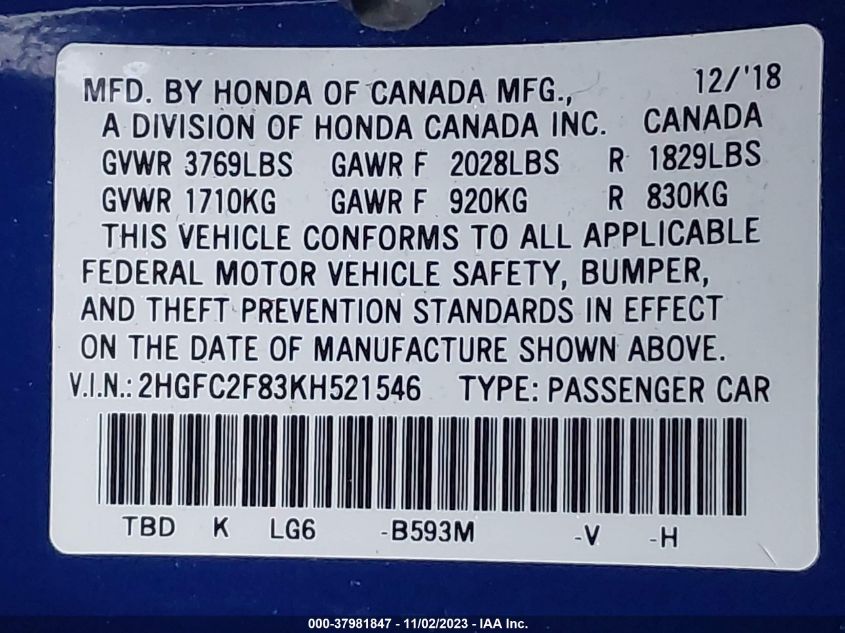 MFD. BY HONDA OF CANADA MFG., 12/'18
A DIVISION OF HONDA CANADA INC. CANADA
GVWR 3769LBS GAWR F 2028LBS R 1829LBS
GVWR 1710KG GAWR F 920KG R 830KG
THIS VEHICLE CONFORMS TO ALL APPLICABLE
FEDERAL MOTOR VEHICLE SAFETY, BUMPER,
AND THEFT PREVENTION STANDARDS IN EFFECT
ON THE DATE OF MANUFACTURE SHOWN ABOVE.
V.I.N.: 2HGFC2F83KH521546 TYPE: PASSENGER CAR
TBD K LG6 -B593M -V -H
000-37981847 - 11/02/2023 - IAA Inc.